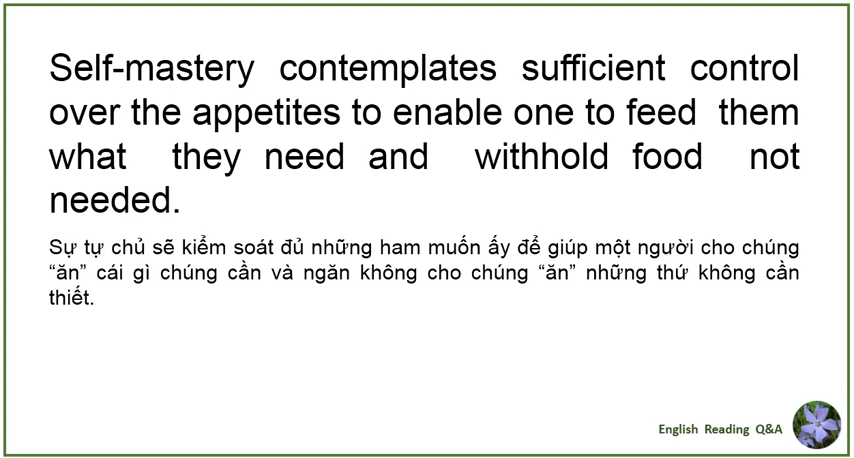 Self-mastery contemplates sufficient control
over the appetites to enable one to feed them
what they need and withhold food not
needed.
Sự tự chủ sẽ kiểm soát đủ những ham muốn ấy để giúp một người cho chúng
“ăn” cái gì chúng cần và ngăn không cho chúng “ăn” những thứ không cần
thiết.
English Reading Q&A